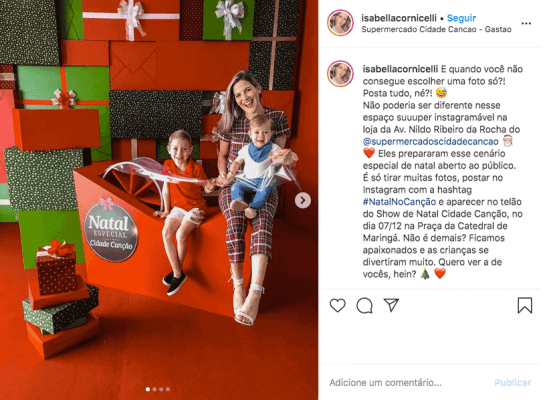 Natal
ESPECIAL
Cidade Canção
isabellacornicelli • Seguir
Supermercado Cidade Cancao - Gastao
isabellacornicelli E quando você não
consegue escolher uma foto só?!
Posta tudo, né?! 😅
Não poderia ser diferente nesse
espaço suuuper instagramável na
loja da Av. Nildo Ribeiro da Rocha do
@supermercadoscidadecancao 🎅
❤️ Eles prepararam esse cenário
especial de natal aberto ao público.
É só tirar muitas fotos, postar no
Instagram com a hashtag
#NatalNoCanção e aparecer no telão
do Show de Natal Cidade Canção, no
dia 07/12 na Praça da Catedral de
Maringá. Não é demais? Ficamos
apaixonados e as crianças se
divertiram muito. Quero ver a de
vocês, hein? 🎄 ❤️
Adicione um comentário...
Publicar